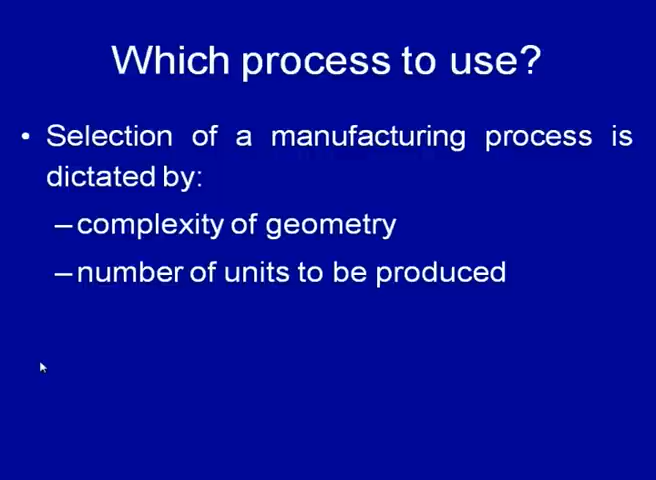 Which process to use?
• Selection of a manufacturing process is
dictated by:
–complexity of geometry
–number of units to be produced